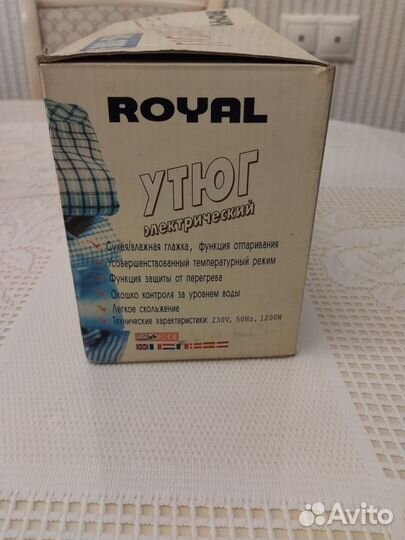 ROYAL
УТЮГ
электрический
Сухая/влажная глажка, функция отпаривания
Усовершенствованный температурный режим
Функция защиты от перегрева
Окошко контроля за уровнем воды
Легкое скольжение
Технические характеристики: 230V, 50Hz, 1200W
CE
Avito